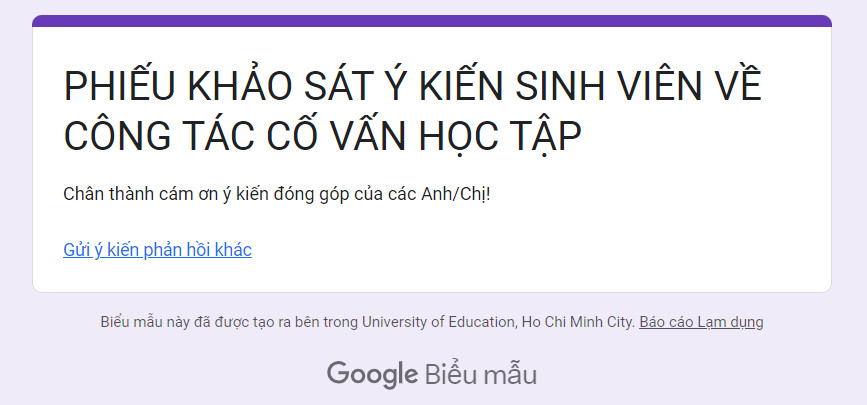 PHIẾU KHẢO SÁT Ý KIẾN SINH VIÊN VỀ
CÔNG TÁC CỐ VẤN HỌC TẬP
Chân thành cám ơn ý kiến đóng góp của các Anh/Chị!
Gửi ý kiến phản hồi khác
Biểu mẫu này đã được tạo ra bên trong University of Education, Ho Chi Minh City. Báo cáo Lạm dụng
Google Biểu mẫu